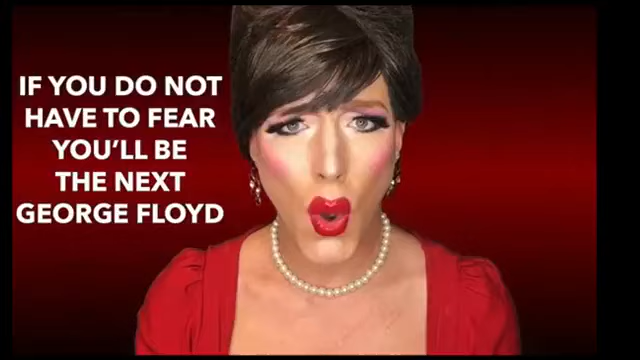 IF YOU DO NOT
HAVE TO FEAR
YOU'LL BE
THE NEXT
GEORGE FLOYD